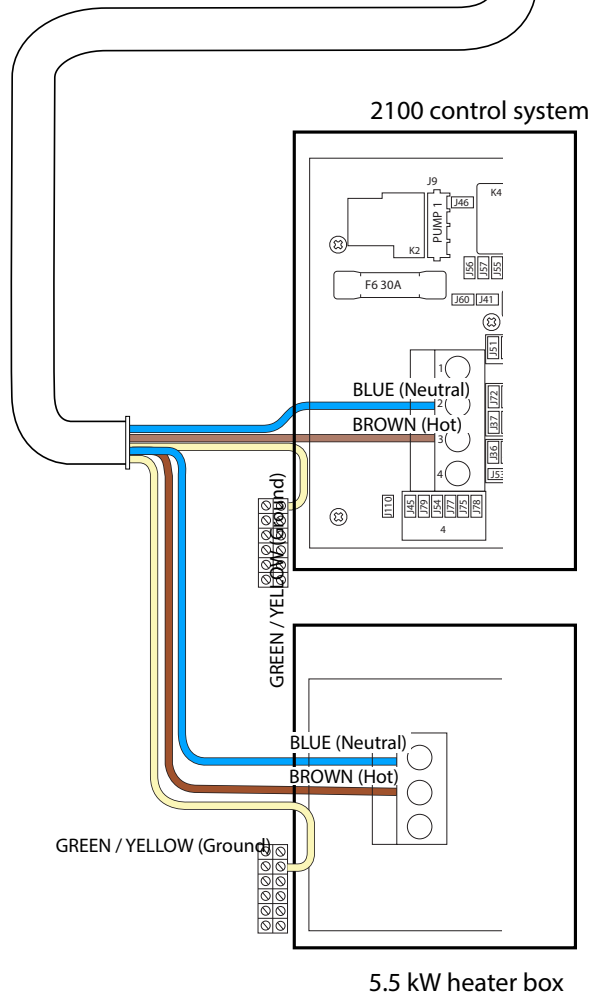 2100 control system
J9
PUMP 1
J46
K4
K2
J56
J57
J55
F6 30A
J60
J41
J51
1
BLUE (Neutral)
2
J72
BROWN (Hot)
J37
3
J36
4
J53
J110
J45
J79
J54
J77
J75
J78
4
GREEN / YELLOW (Ground)
BLUE (Neutral)
BROWN (Hot)
GREEN / YELLOW (Ground)
5.5 kW heater box